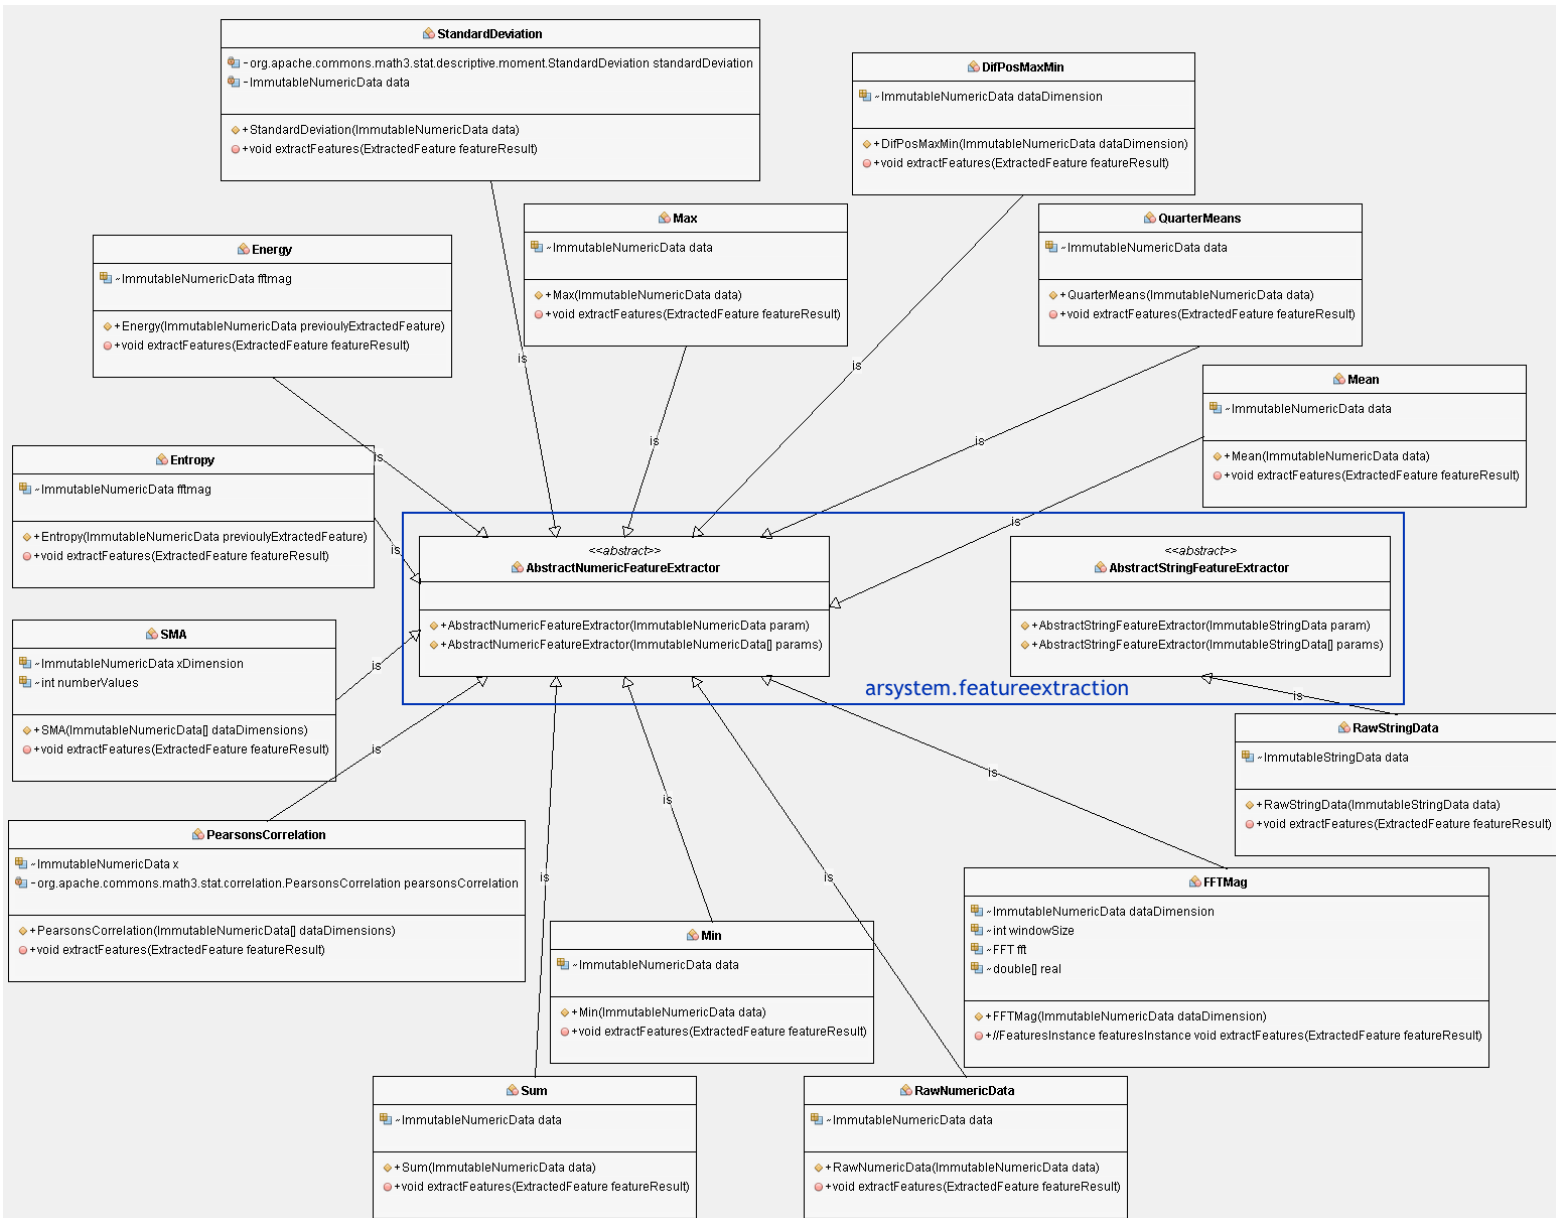 StandardDeviation
-org.apache.commons.math3.stat.descriptive.moment.StandardDeviation standardDeviation
-ImmutableNumericData data
+StandardDeviation(ImmutableNumericData data)
+void extractFeatures(ExtractedFeature featureResult)
DifPosMaxMin
~ImmutableNumericData dataDimension
+DifPosMaxMin(ImmutableNumericData dataDimension)
+void extractFeatures(ExtractedFeature featureResult)
Max
~ImmutableNumericData data
+Max(ImmutableNumericData data)
+void extractFeatures(ExtractedFeature featureResult)
QuarterMeans
~ImmutableNumericData data
+QuarterMeans(ImmutableNumericData data)
+void extractFeatures(ExtractedFeature featureResult)
Energy
~ImmutableNumericData fftmag
+Energy(ImmutableNumericData previoulyExtractedFeature)
+void extractFeatures(ExtractedFeature featureResult)
is
is
is
is
Mean
~ImmutableNumericData data
+Mean(ImmutableNumericData data)
+void extractFeatures(ExtractedFeature featureResult)
is
Entropy
~ImmutableNumericData fftmag
+Entropy(ImmutableNumericData previoulyExtractedFeature)
+void extractFeatures(ExtractedFeature featureResult)
is
is
<<abstract>>
AbstractNumericFeatureExtractor
+AbstractNumericFeatureExtractor(ImmutableNumericData param)
+AbstractNumericFeatureExtractor(ImmutableNumericData[] params)
<<abstract>>
AbstractStringFeatureExtractor
+AbstractStringFeatureExtractor(ImmutableStringData param)
+AbstractStringFeatureExtractor(ImmutableStringData[] params)
arsystem.featureextraction
SMA
~ImmutableNumericData xDimension
~int numberValues
+SMA(ImmutableNumericData[] dataDimensions)
+void extractFeatures(ExtractedFeature featureResult)
is
is
is
RawStringData
~ImmutableStringData data
+RawStringData(ImmutableStringData data)
+void extractFeatures(ExtractedFeature featureResult)
is
is
PearsonsCorrelation
~ImmutableNumericData x
-org.apache.commons.math3.stat.correlation.PearsonsCorrelation pearsonsCorrelation
+PearsonsCorrelation(ImmutableNumericData[] dataDimensions)
+void extractFeatures(ExtractedFeature featureResult)
is
is
FFTMag
~ImmutableNumericData dataDimension
~int windowSize
~FFT fft
~double[] real
+FFTMag(ImmutableNumericData dataDimension)
+//FeaturesInstance featuresInstance void extractFeatures(ExtractedFeature featureResult)
Min
~ImmutableNumericData data
+Min(ImmutableNumericData data)
+void extractFeatures(ExtractedFeature featureResult)
Sum
~ImmutableNumericData data
+Sum(ImmutableNumericData data)
+void extractFeatures(ExtractedFeature featureResult)
RawNumericData
~ImmutableNumericData data
+RawNumericData(ImmutableNumericData data)
+void extractFeatures(ExtractedFeature featureResult)